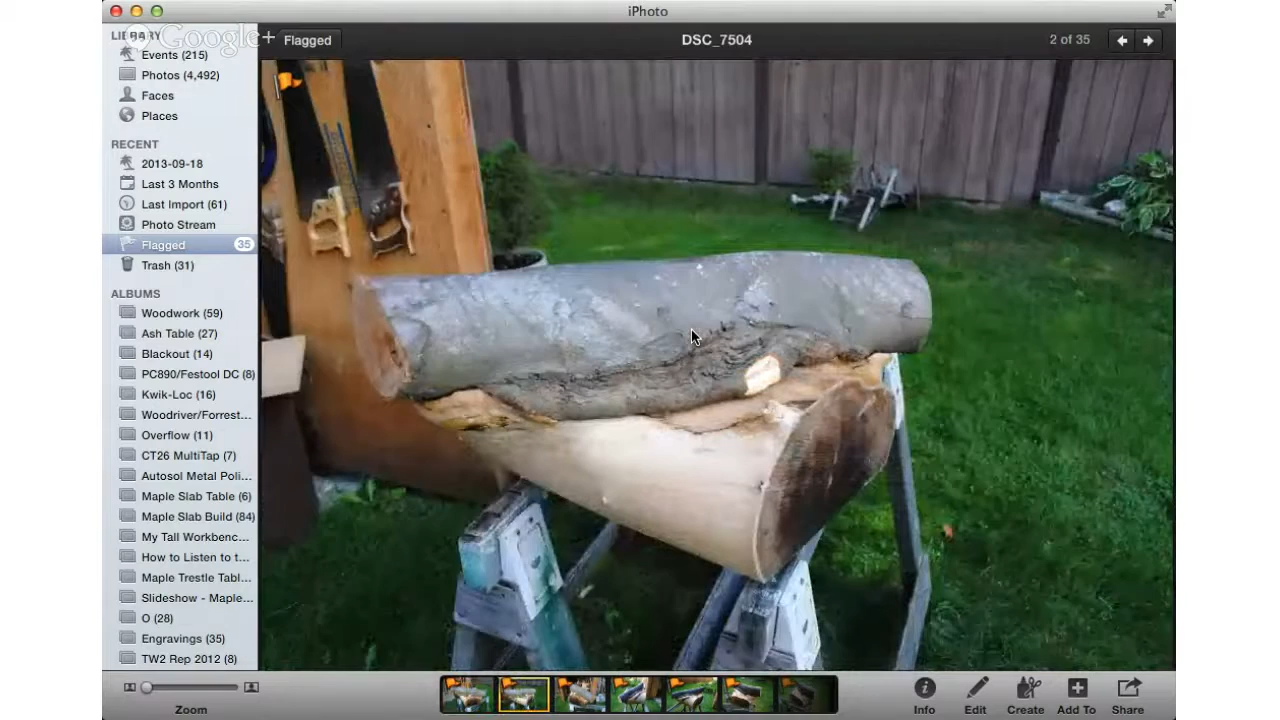 iPhoto
LIBRARY
Google+
Flagged
DSC_7504
2 of 35
Events (215)
Photos (4,492)
Faces
Places
RECENT
2013-09-18
Last 3 Months
Last Import (61)
Photo Stream
Flagged 35
Trash (31)
ALBUMS
Woodwork (59)
Ash Table (27)
Blackout (14)
PC890/Festool DC (8)
Kwik-Loc (16)
Woodriver/Forrest...
Overflow (11)
CT26 MultiTap (7)
Autosol Metal Poli...
Maple Slab Table (6)
Maple Slab Build (84)
My Tall Workbenc...
How to Listen to t...
Maple Trestle Tabl...
Slideshow - Maple...
O (28)
Engravings (35)
TW2 Rep 2012 (8)
Zoom
Info
Edit
Create
Add To
Share